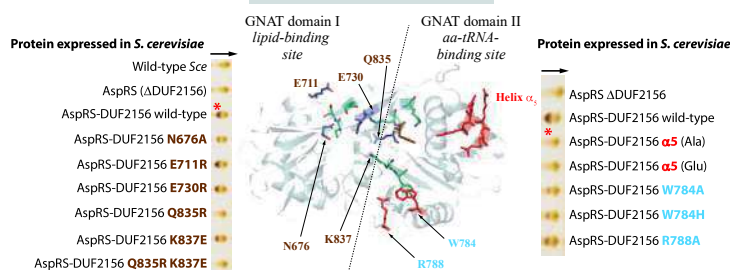 GNAT domain I
lipid-binding
site
GNAT domain II
aa-tRNA-
binding site
Protein expressed in S. cerevisiae
Wild-type Sce
AspRS (ΔDUF2156)
*
AspRS-DUF2156 wild-type
AspRS-DUF2156 N676A
AspRS-DUF2156 E711R
AspRS-DUF2156 E730R
AspRS-DUF2156 Q835R
AspRS-DUF2156 K837E
AspRS-DUF2156 Q835R K837E
Q835
E730
E711
Helix α5
N676
K837
W784
R788
Protein expressed in S. cerevisiae
AspRS ΔDUF2156
AspRS-DUF2156 wild-type
*
AspRS-DUF2156 α5 (Ala)
AspRS-DUF2156 α5 (Glu)
AspRS-DUF2156 W784A
AspRS-DUF2156 W784H
AspRS-DUF2156 R788A